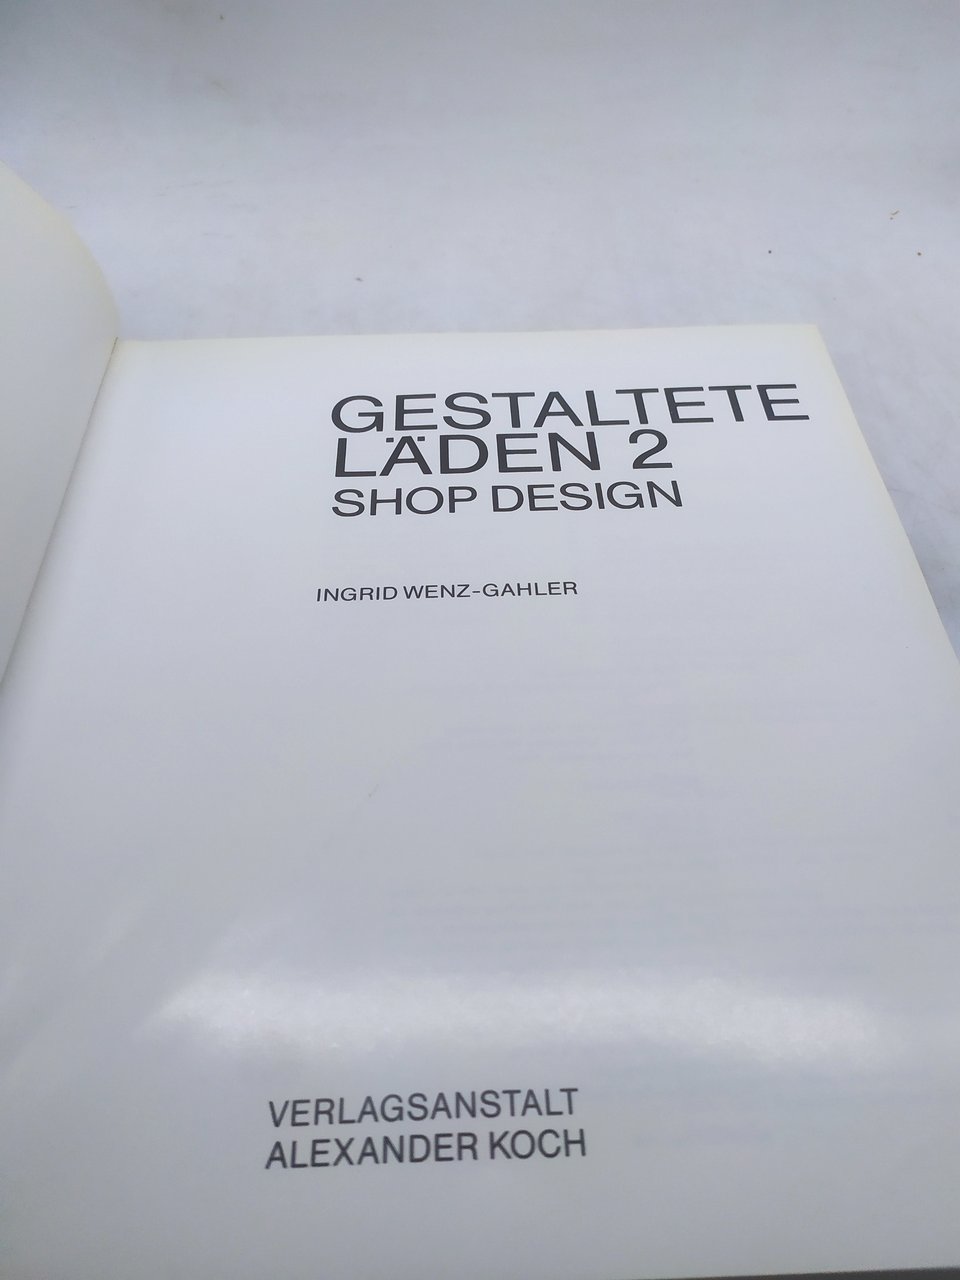 GESTALTETE
LÄDEN 2
SHOP DESIGN
INGRID WENZ-GAHLER
VERLAGSANSTALT
ALEXANDER KOCH